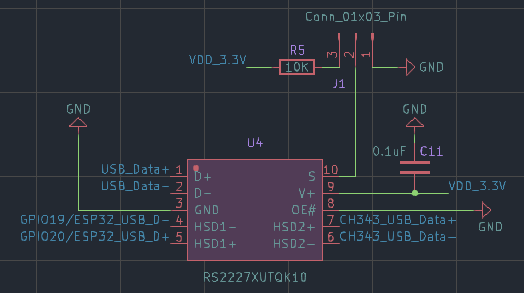 Conn_01x03_Pin
R5
VDD_3.3V
10K
3
2
1
GND
J1
GND
GND
U4
0.1uF
C11
USB_Data+
1
D+
S
10
USB_Data-
2
D-
V+
9
VDD_3.3V
3
GND
OE#
8
GND
GPIO19/ESP32_USB_D-
4
HSD1-
HSD2+
7
CH343_USB_Data+
GPIO20/ESP32_USB_D+
5
HSD1+
HSD2-
6
CH343_USB_Data-
RS2227XUTQK10